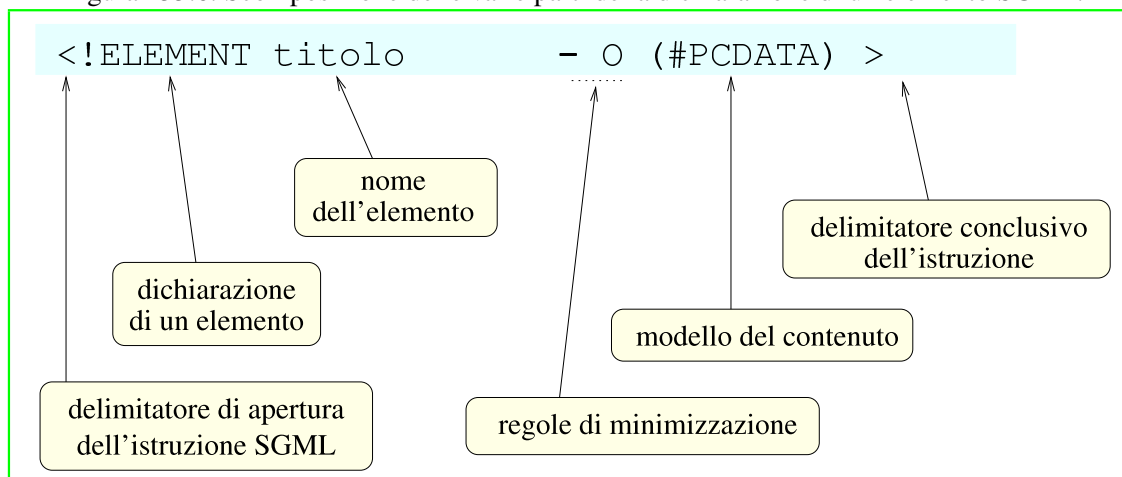 <!ELEMENT titolo - O (#PCDATA) >
nome
dell'elemento
delimitatore conclusivo
dell'istruzione
dichiarazione
di un elemento
modello del contenuto
delimitatore di apertura
dell'istruzione SGML
regole di minimizzazione